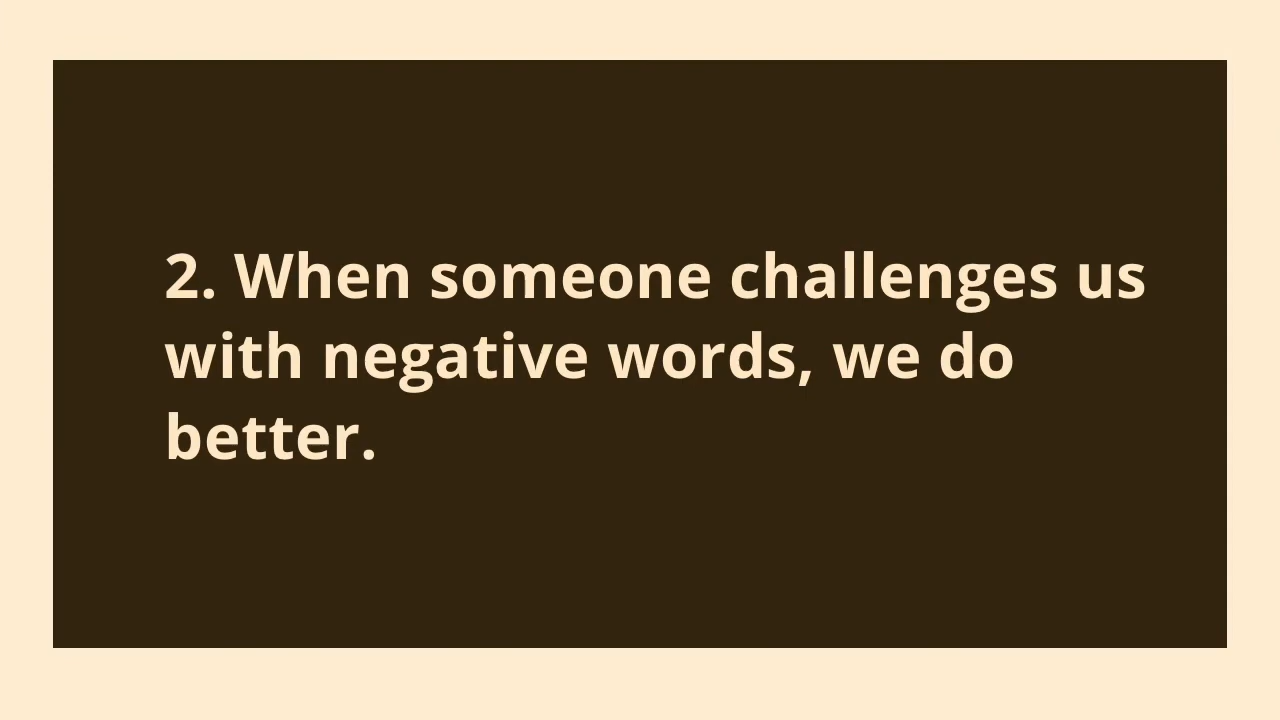 2. When someone challenges us
with negative words, we do
better.